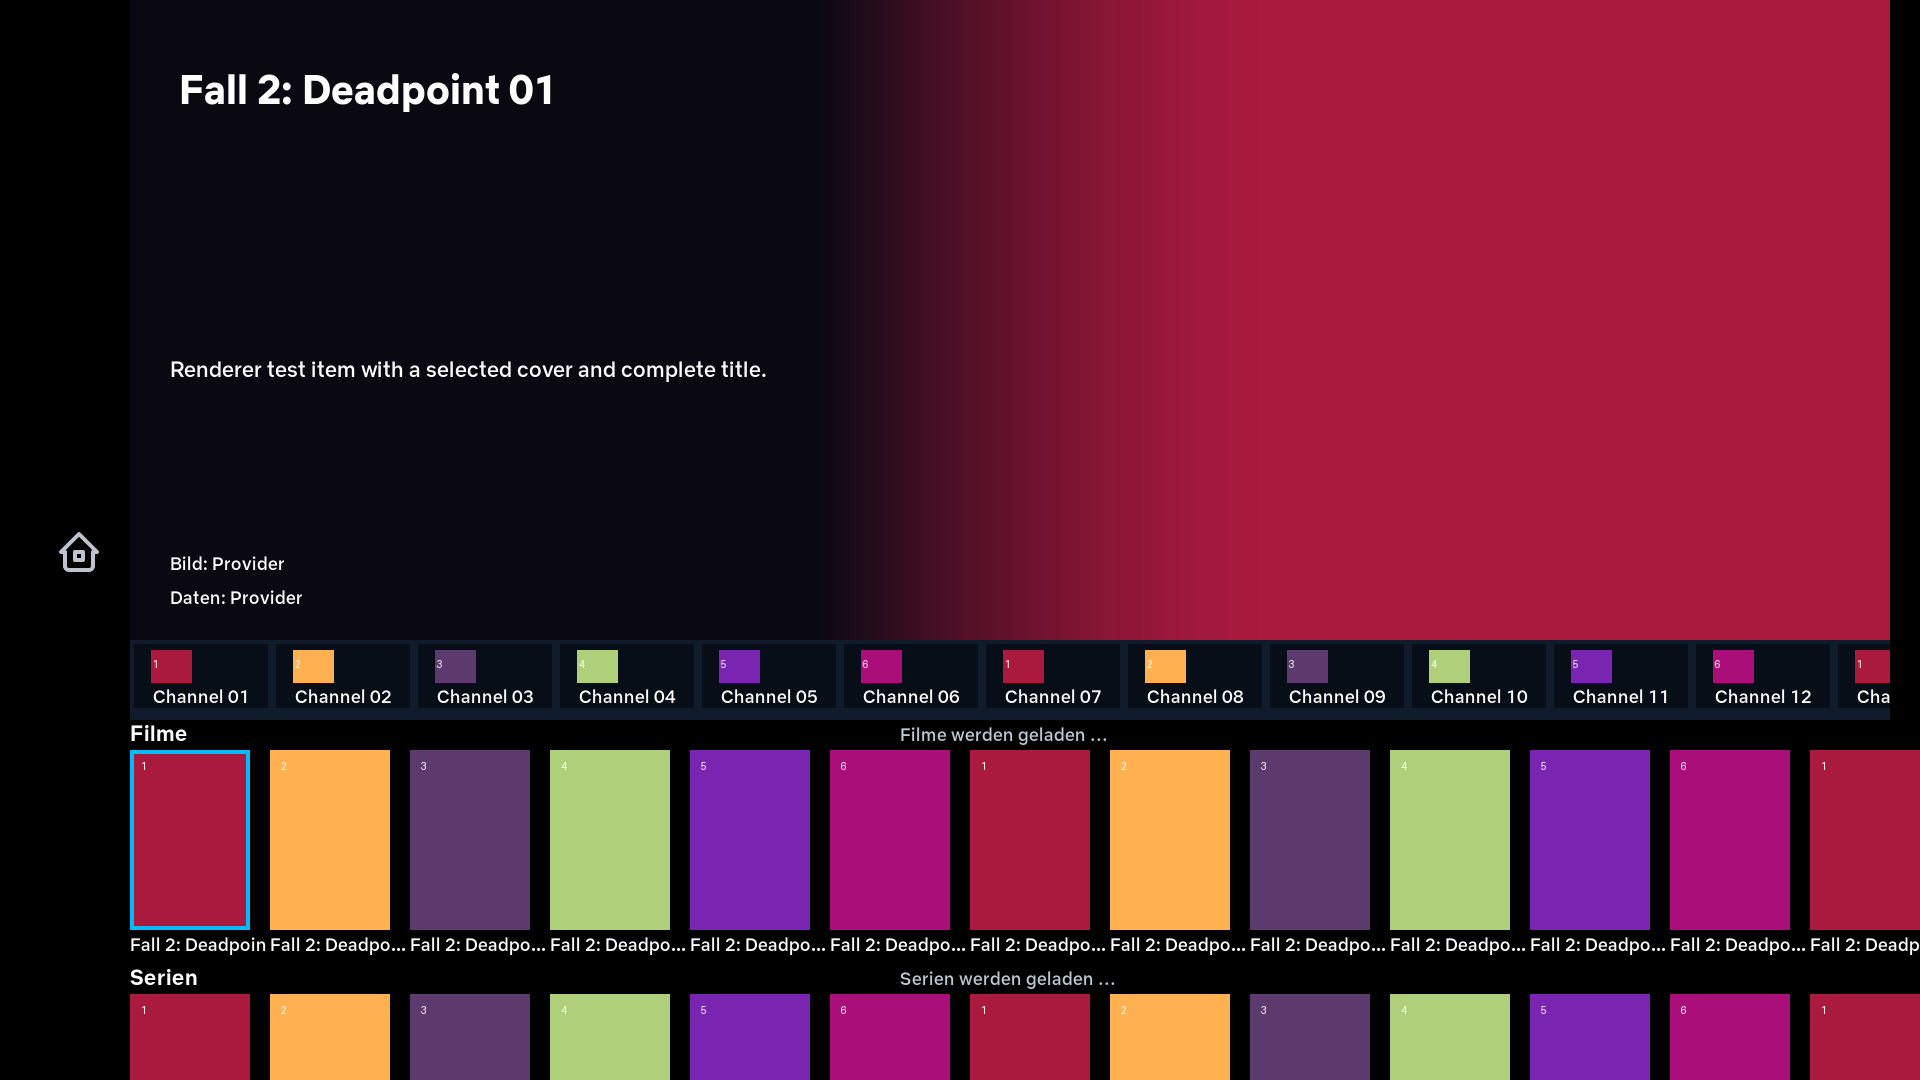 Fall 2: Deadpoint 01
Renderer test item with a selected cover and complete title.
Bild: Provider
Daten: Provider
1 2 3 4 5 6 1 2 3 4 5 6 1
Channel 01 Channel 02 Channel 03 Channel 04 Channel 05 Channel 06 Channel 07 Channel 08 Channel 09 Channel 10 Channel 11 Channel 12 Cha
Filme Filme werden geladen ...
1 2 3 4 5 6 1 2 3 4 5 6 1
Fall 2: Deadpoin Fall 2: Deadpo... Fall 2: Deadpo... Fall 2: Deadpo... Fall 2: Deadpo... Fall 2: Deadpo... Fall 2: Deadpo... Fall 2: Deadpo... Fall 2: Deadpo... Fall 2: Deadpo... Fall 2: Deadpo... Fall 2: Deadpo... Fall 2: Deadp
Serien Serien werden geladen ...
1 2 3 4 5 6 1 2 3 4 5 6 1